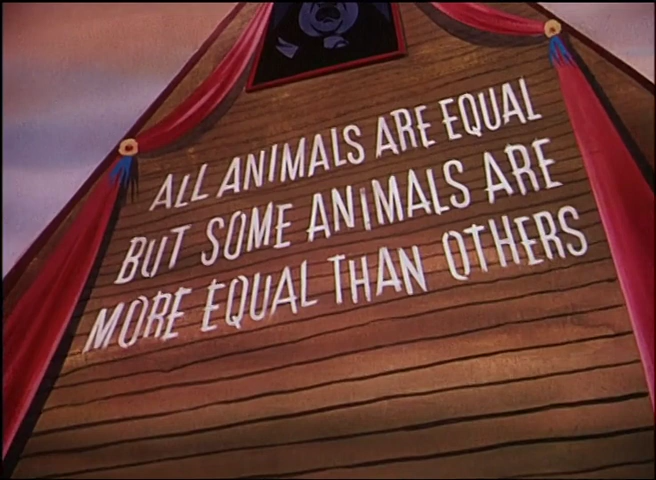 ALL ANIMALS ARE EQUAL
BUT SOME ANIMALS ARE
MORE EQUAL THAN OTHERS